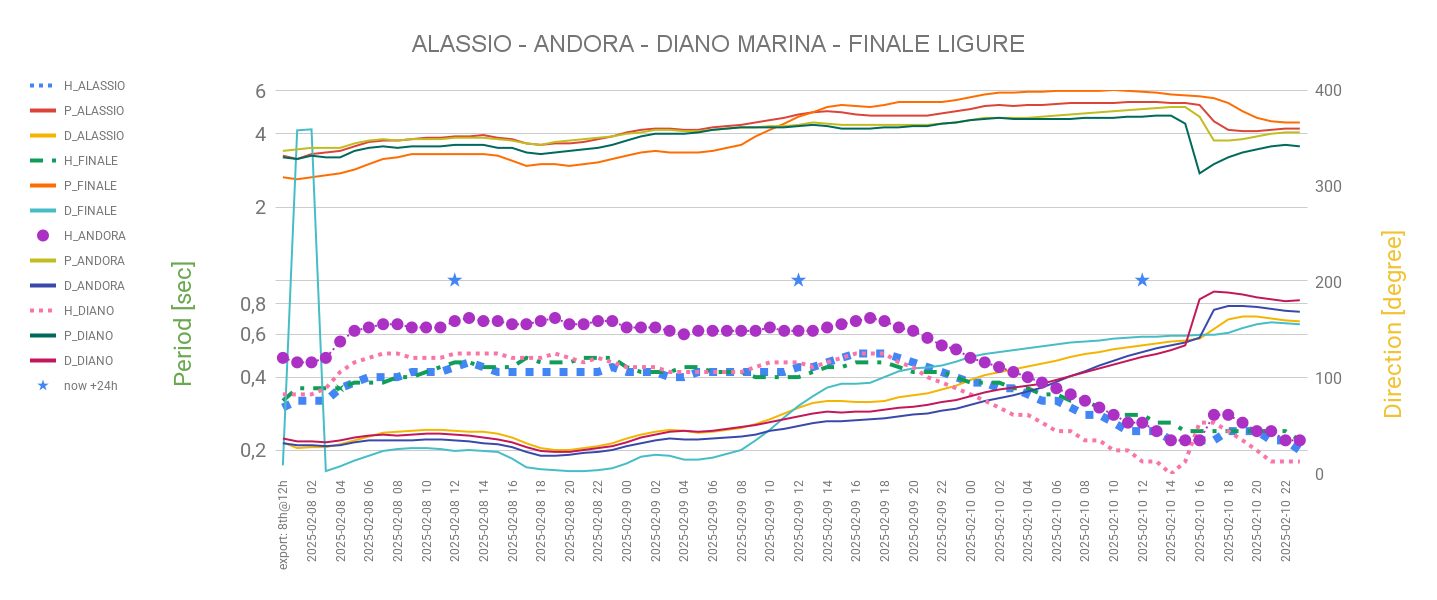 ALASSIO - ANDORA - DIANO MARINA - FINALE LIGURE
H_ALASSIO
P_ALASSIO
D_ALASSIO
H_FINALE
P_FINALE
D_FINALE
H_ANDORA
P_ANDORA
D_ANDORA
H_DIANO
P_DIANO
D_DIANO
now +24h
Period [sec]
6
4
2
0,8
0,6
0,4
0,2
400
300
200
100
0
Direction [degree]
export: 8th@12h
2025-02-08 02
2025-02-08 04
2025-02-08 06
2025-02-08 08
2025-02-08 10
2025-02-08 12
2025-02-08 14
2025-02-08 16
2025-02-08 18
2025-02-08 20
2025-02-08 22
2025-02-09 00
2025-02-09 02
2025-02-09 04
2025-02-09 06
2025-02-09 08
2025-02-09 10
2025-02-09 12
2025-02-09 14
2025-02-09 16
2025-02-09 18
2025-02-09 20
2025-02-09 22
2025-02-10 00
2025-02-10 02
2025-02-10 04
2025-02-10 06
2025-02-10 08
2025-02-10 10
2025-02-10 12
2025-02-10 14
2025-02-10 16
2025-02-10 18
2025-02-10 20
2025-02-10 22